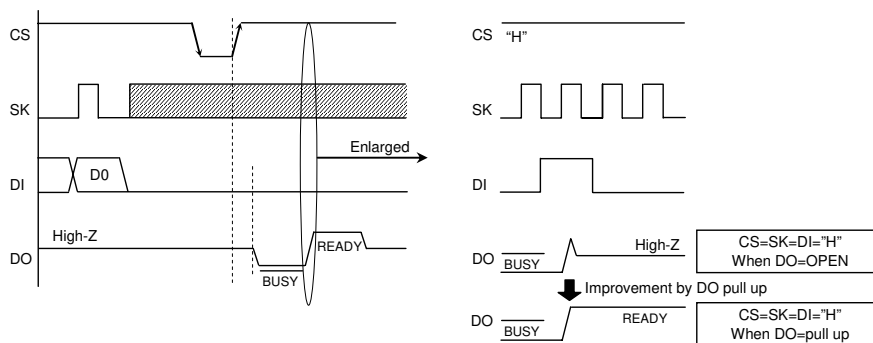 CS
SK
DI
D0
High-Z
DO
BUSY
READY
Enlarged
CS
“H”
SK
DI
DO
BUSY
High-Z
CS=SK=DI=”H”
When DO=OPEN
Improvement by DO pull up
DO
BUSY
READY
CS=SK=DI=”H”
When DO=pull up